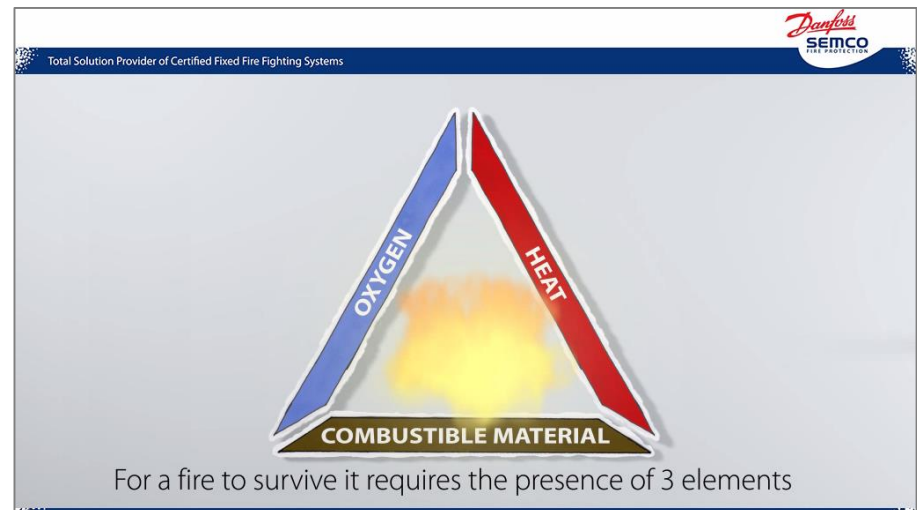 Danfoss
SEMCO
FIRE PROTECTION
Total Solution Provider of Certified Fixed Fire Fighting Systems
OXYGEN
HEAT
COMBUSTIBLE MATERIAL
For a fire to survive it requires the presence of 3 elements